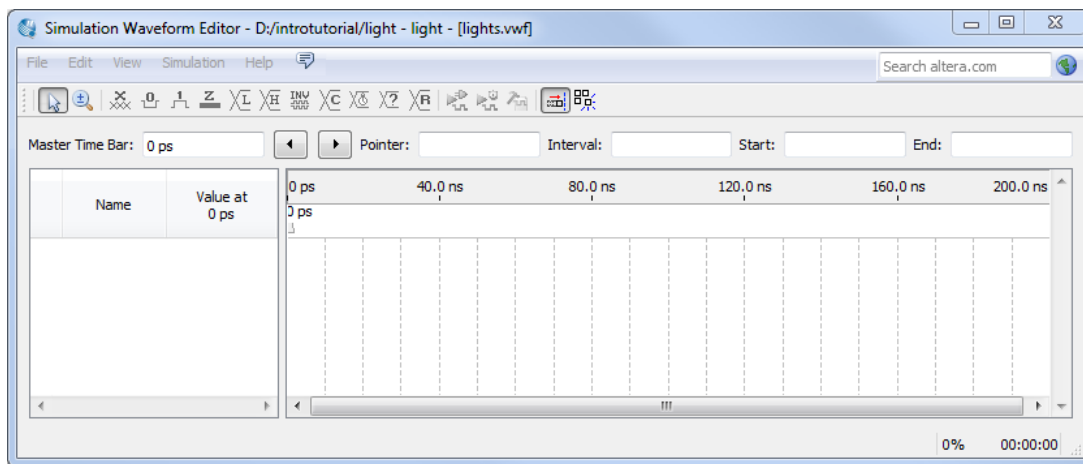 Simulation Waveform Editor - D:/introtutorial/light - light - [lights.vwf]
File Edit View Simulation Help
Search altera.com
Master Time Bar: 0 ps Pointer: Interval: Start: End:
Name Value at 0 ps
0 ps 40.0 ns 80.0 ns 120.0 ns 160.0 ns 200.0 ns
0 ps
0% 00:00:00